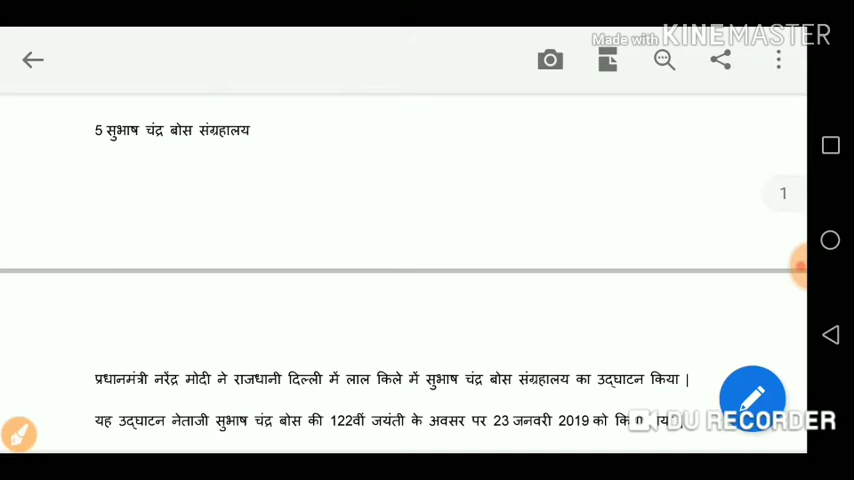 Made with KINEMASTER
5 सुभाष चंद्र बोस संग्रहालय
1
प्रधानमंत्री नरेंद्र मोदी ने राजधानी दिल्ली में लाल किले में सुभाष चंद्र बोस संग्रहालय का उद्घाटन किया |
यह उद्घाटन नेताजी सुभाष चंद्र बोस की 122वीं जयंती के अवसर पर 23 जनवरी 2019 को
DU RECORDER